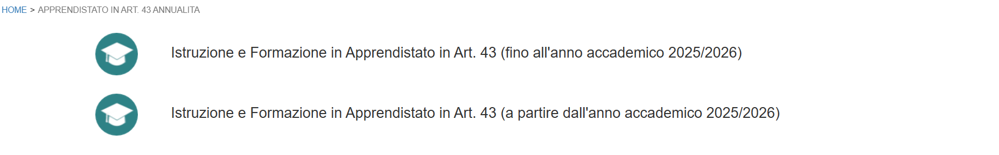 HOME > APPRENDISTATO IN ART. 43 ANNUALITA
Istruzione e Formazione in Apprendistato in Art. 43 (fino all'anno accademico 2025/2026)
Istruzione e Formazione in Apprendistato in Art. 43 (a partire dall'anno accademico 2025/2026)